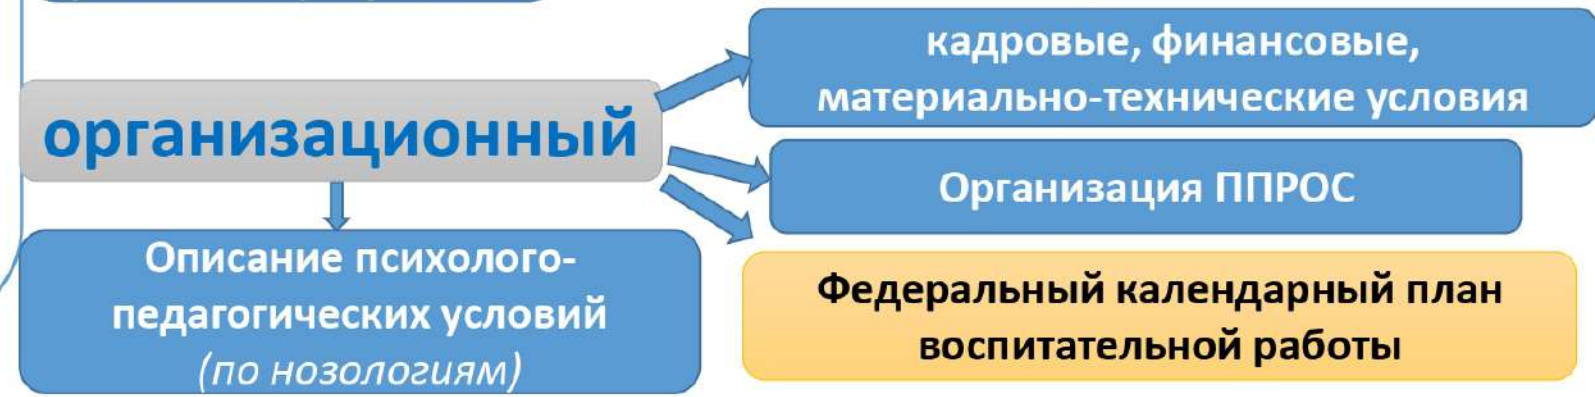 кадровые, финансовые,
материально-технические условия
организационный
Организация ППРОС
Описание психолого-
педагогических условий
(по нозологиям)
Федеральный календарный план
воспитательной работы